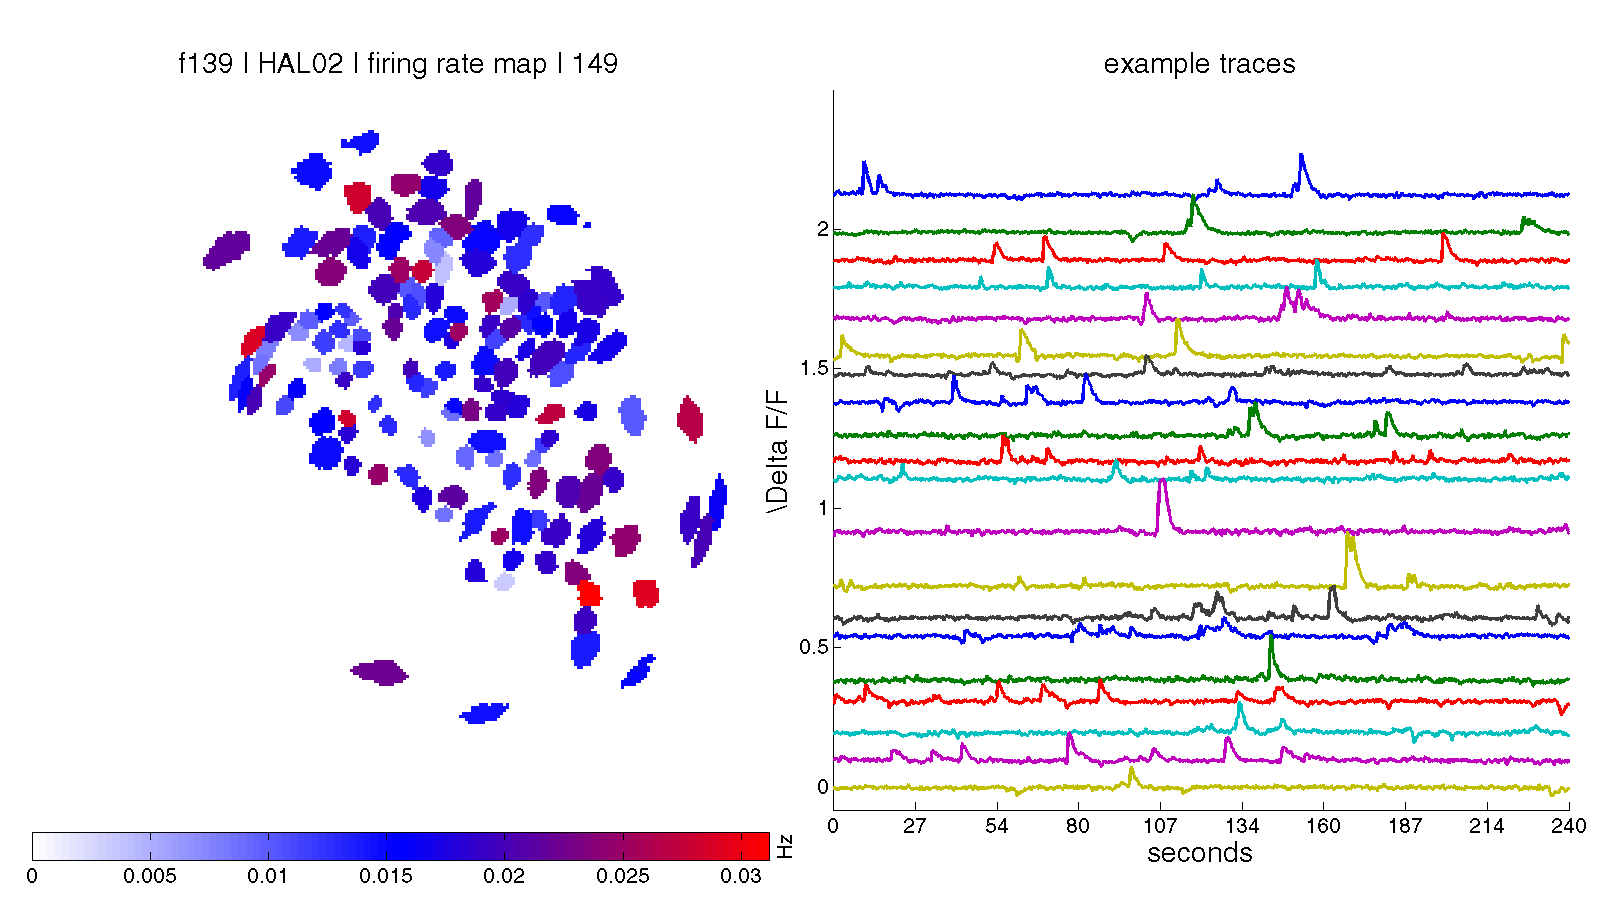 f139 | HAL02 | firing rate map | 149
0 0.005 0.01 0.015 0.02 0.025 0.03
Hz
example traces
\Delta F/F
2
1.5
1
0.5
0
0 27 54 80 107 134 160 187 214 240
seconds